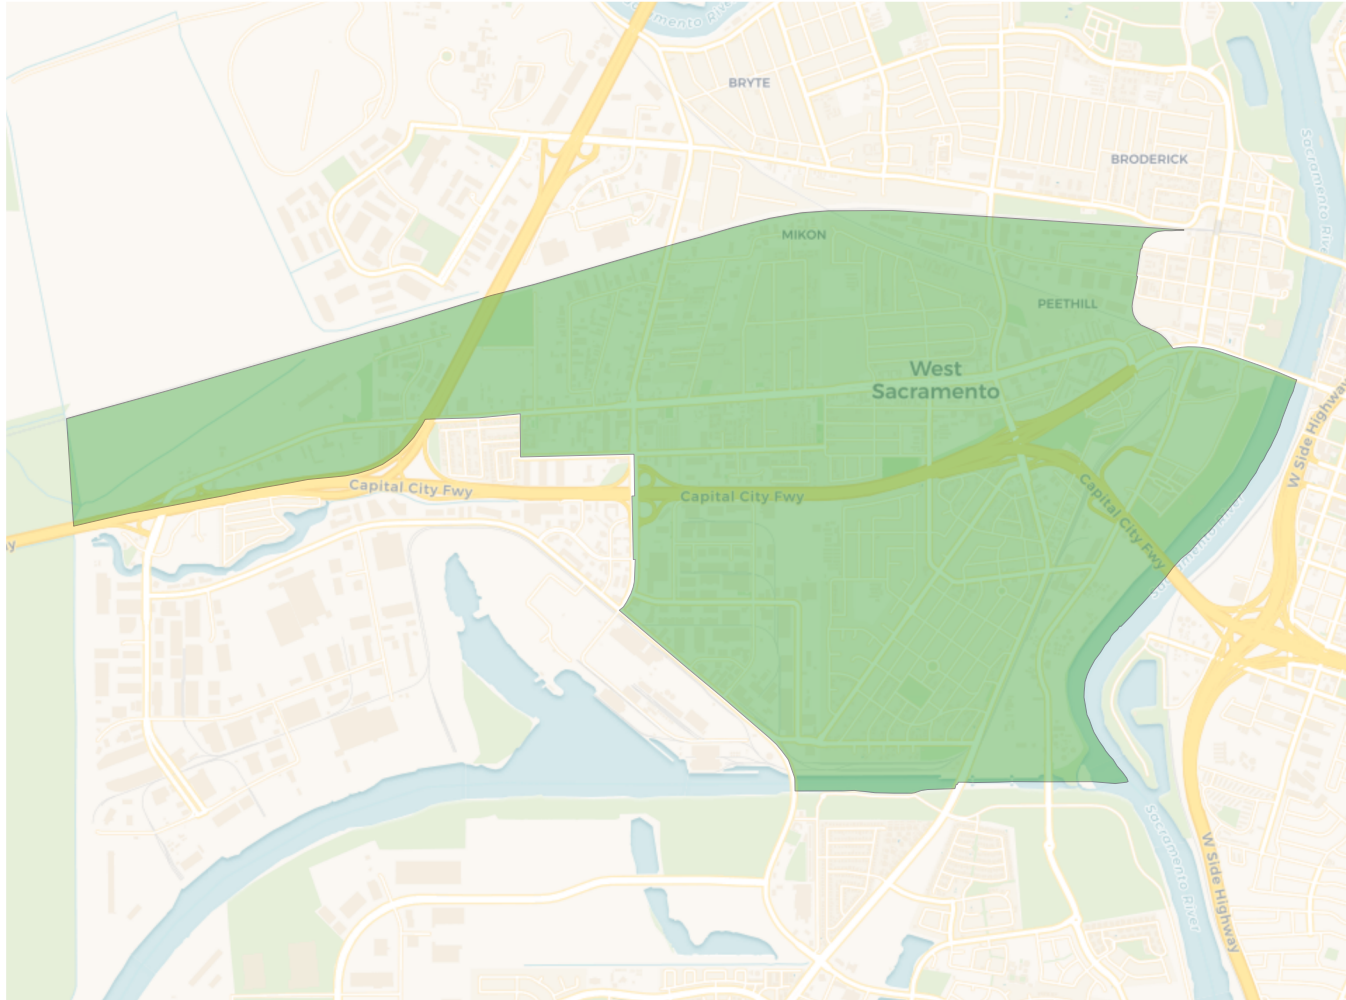 Sacramento River
BRYTE
BRODERICK
Sacramento River
MIKON
PEETHILL
West
Sacramento
W Side Highway
Capital City Fwy
Capital City Fwy
Capital City Fwy
Sacramento River
W Side Highway